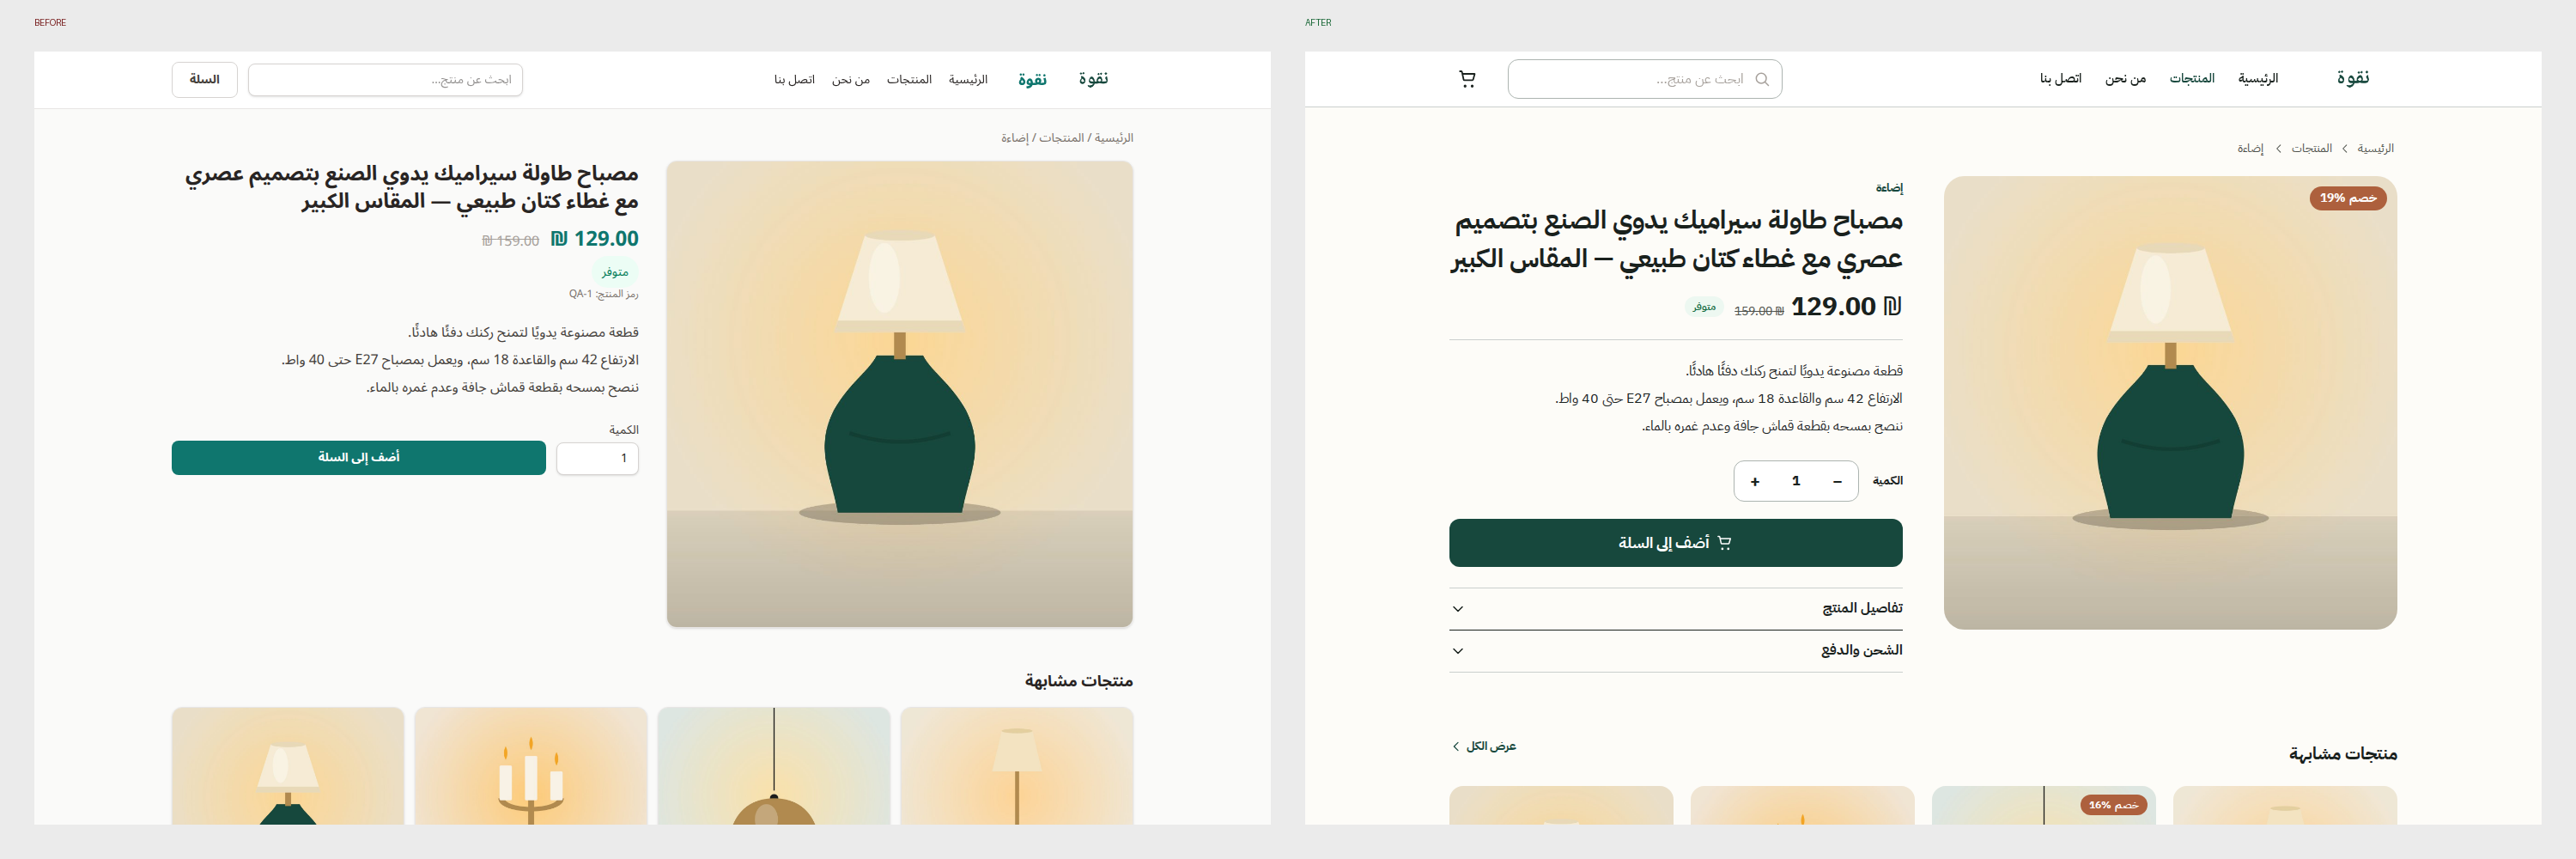 BEFORE
نقوة
نقوة
الرئيسية
المنتجات
من نحن
اتصل بنا
ابحث عن منتج...
السلة
الرئيسية / المنتجات / إضاءة
مصباح طاولة سيراميك يدوي الصنع بتصميم عصري
مع غطاء كتان طبيعي — المقاس الكبير
129.00 ₪ 159.00 ₪
متوفر
رمز المنتج: QA-1
قطعة مصنوعة يدويًا لتمنح ركنك دفئًا هادئًا.
الارتفاع 42 سم والقاعدة 18 سم، ويعمل بمصباح E27 حتى 40 واط.
ننصح بمسحه بقطعة قماش جافة وعدم غمره بالماء.
الكمية
1
أضف إلى السلة
منتجات مشابهة
AFTER
نقوة
الرئيسية
المنتجات
من نحن
اتصل بنا
ابحث عن منتج...
الرئيسية
المنتجات
إضاءة
خصم 19%
إضاءة
مصباح طاولة سيراميك يدوي الصنع بتصميم
عصري مع غطاء كتان طبيعي — المقاس الكبير
₪ 129.00 ₪ 159.00 متوفر
قطعة مصنوعة يدويًا لتمنح ركنك دفئًا هادئًا.
الارتفاع 42 سم والقاعدة 18 سم، ويعمل بمصباح E27 حتى 40 واط.
ننصح بمسحه بقطعة قماش جافة وعدم غمره بالماء.
الكمية − 1 +
أضف إلى السلة
تفاصيل المنتج
الشحن والدفع
منتجات مشابهة
عرض الكل
خصم 16%